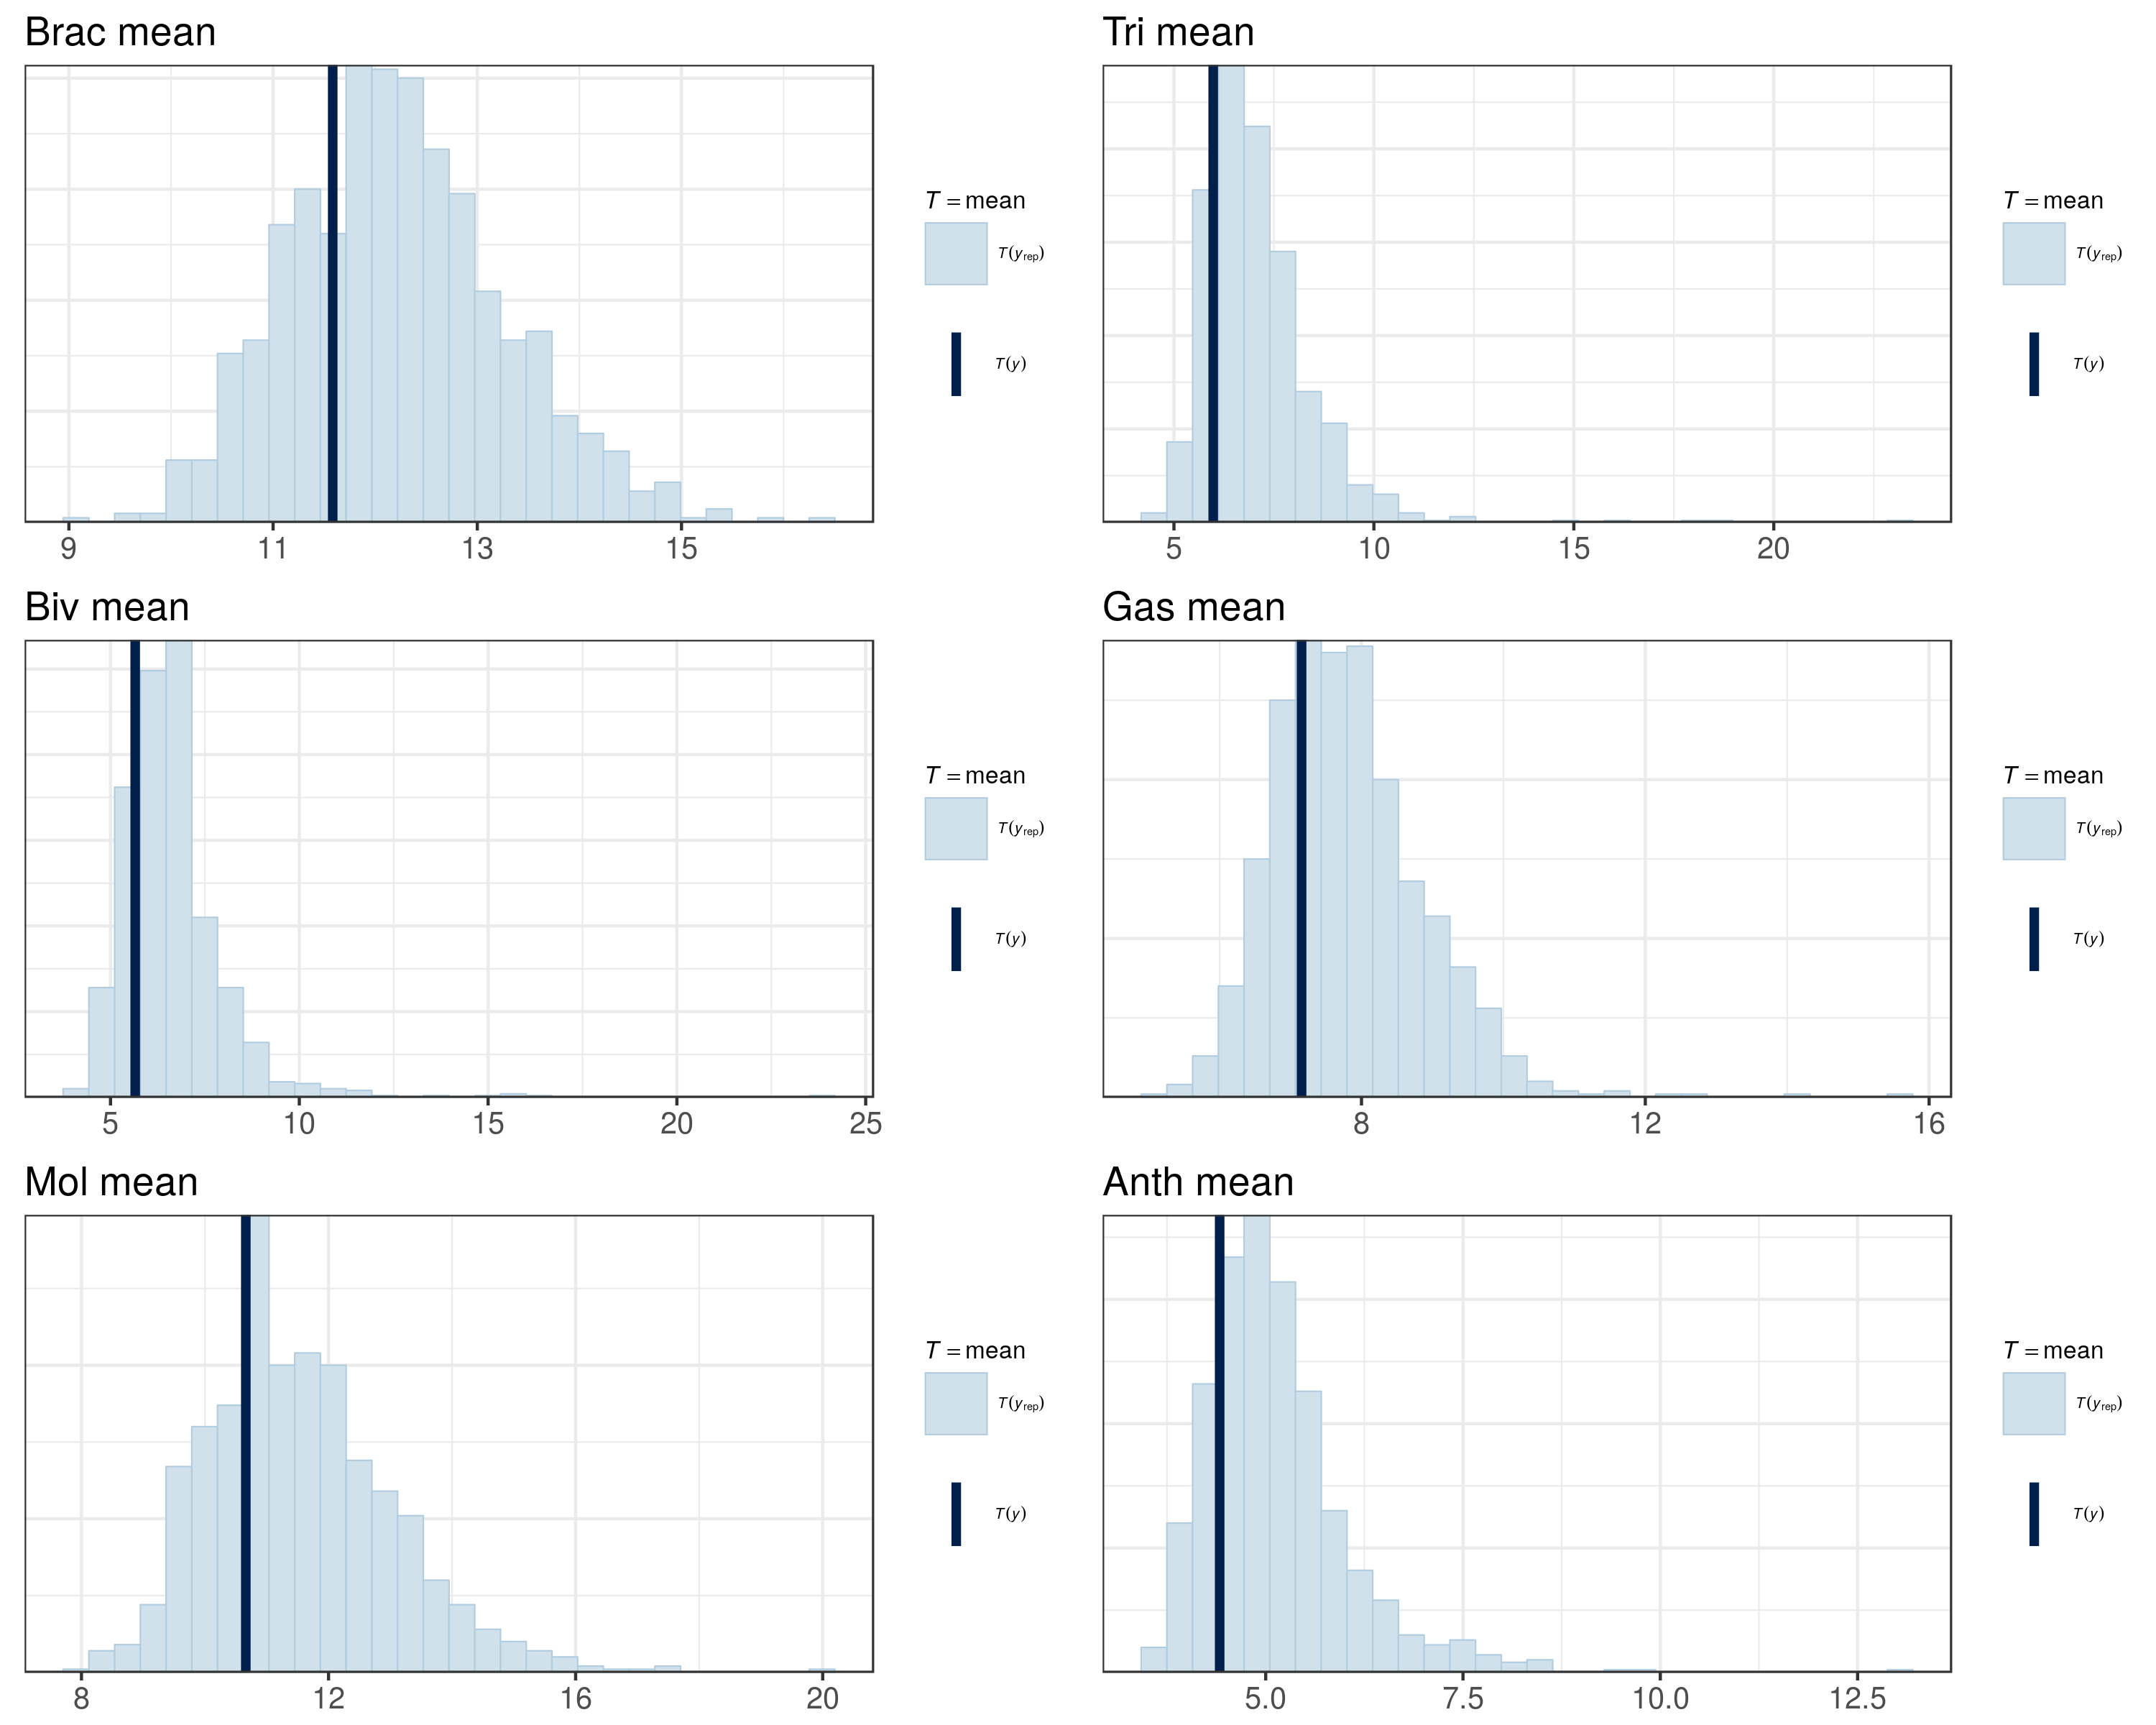 Brac mean
T = mean
T(yrep)
T(y)
9 11 13 15
Tri mean
T = mean
T(yrep)
T(y)
5 10 15 20
Biv mean
T = mean
T(yrep)
T(y)
5 10 15 20 25
Gas mean
T = mean
T(yrep)
T(y)
8 12 16
Mol mean
T = mean
T(yrep)
T(y)
8 12 16 20
Anth mean
T = mean
T(yrep)
T(y)
5.0 7.5 10.0 12.5